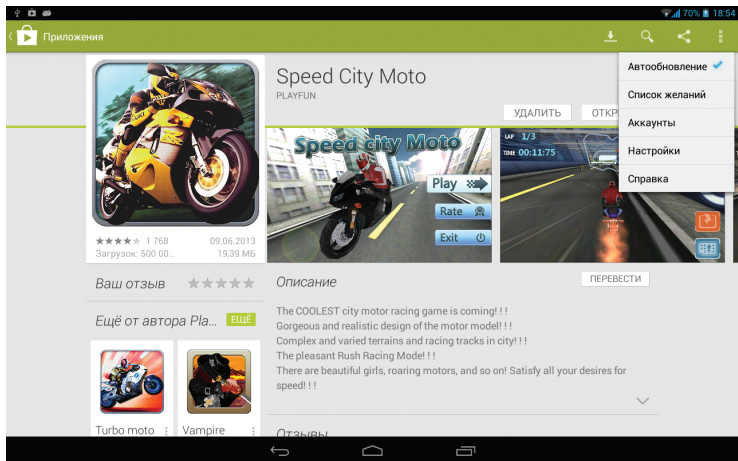 70% 18:54
Приложения
Speed City Moto
PLAYFUN
УДАЛИТЬ
ОТКР
Автообновление
Список желаний
Аккаунты
Настройки
Справка
Speed city Moto
Play
Rate
Exit
LAP 1/3
TIME 00:11:75
1 768 09.06.2013
Загрузок: 500 00... 19,39 МБ
Ваш отзыв
Ещё от автора Pla... ЕЩЁ
Turbo moto
Vampire
Описание
ПЕРЕВЕСТИ
The COOLEST city motor racing game is coming! ! !
Gorgeous and realistic design of the motor model! ! !
Complex and varied terrains and racing tracks in city! ! !
The pleasant Rush Racing Mode! ! !
There are beautiful girls, roaring motors, and so on! Satisfy all your desires for
speed! ! !
Отзывы